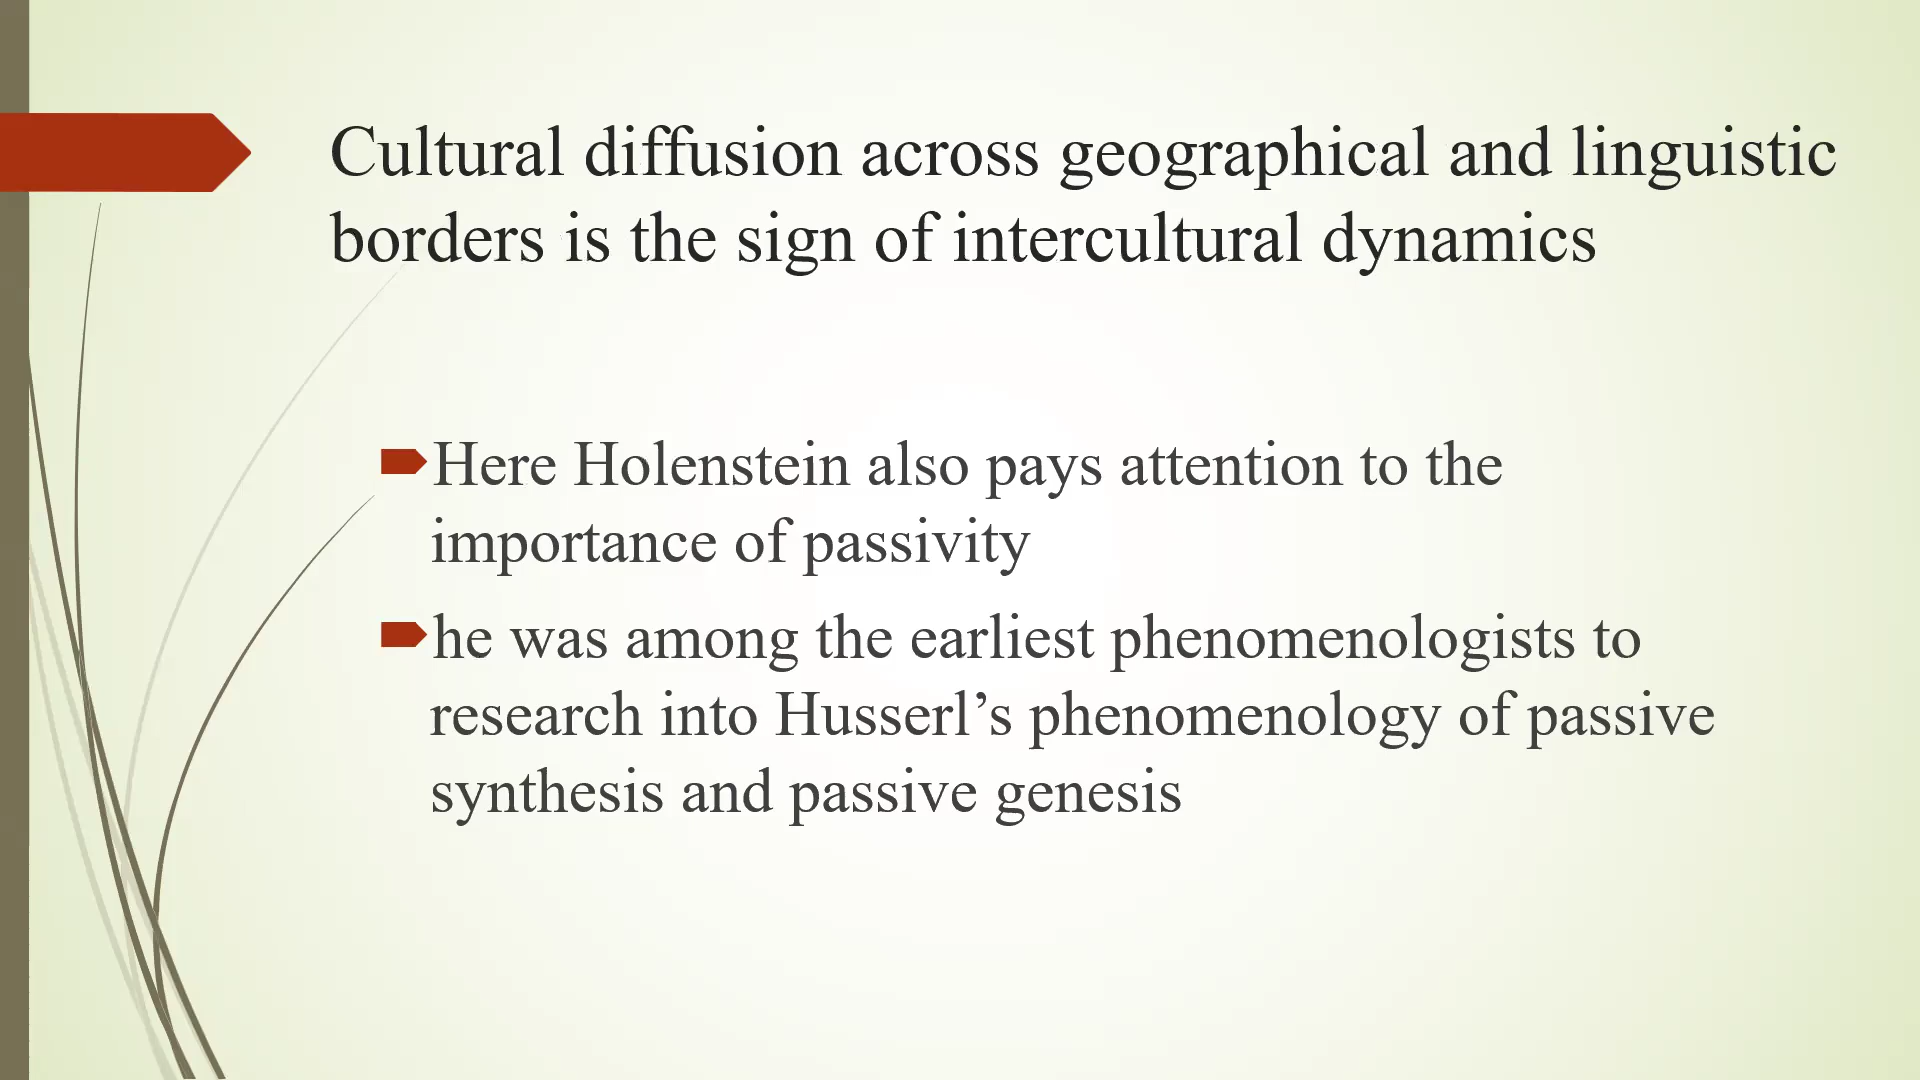 Cultural diffusion across geographical and linguistic
borders is the sign of intercultural dynamics
Here Holenstein also pays attention to the
importance of passivity
he was among the earliest phenomenologists to
research into Husserl’s phenomenology of passive
synthesis and passive genesis